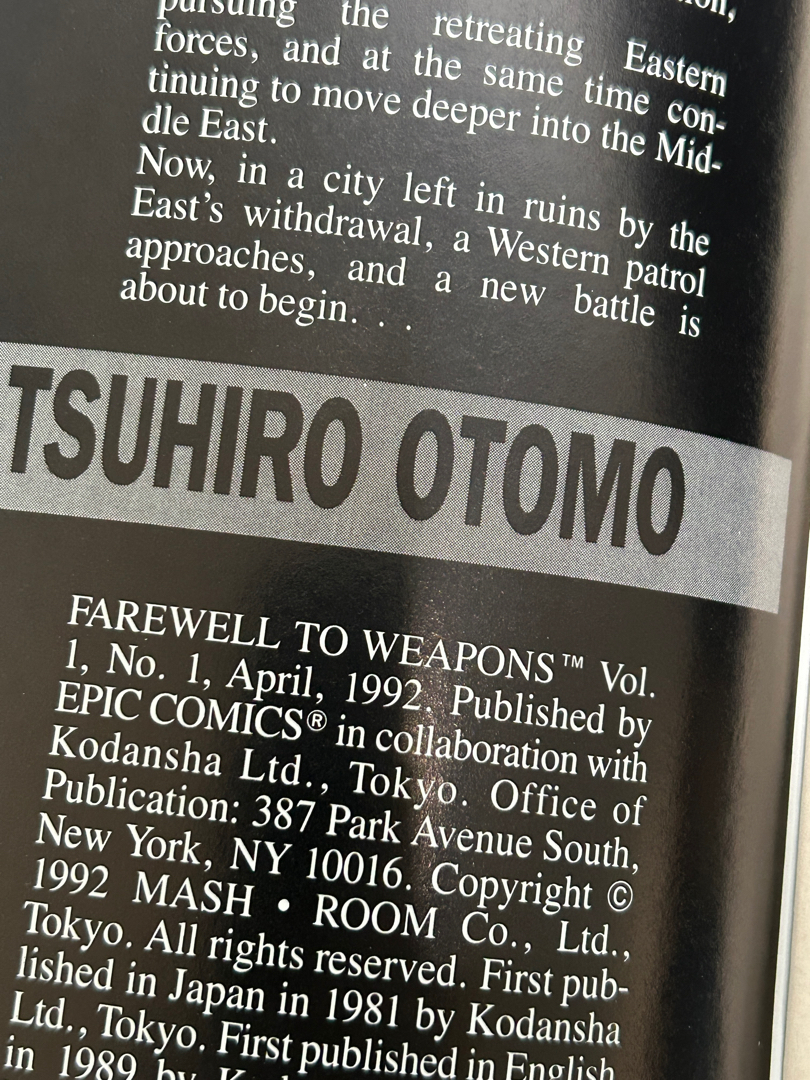 pursuing the retreating Eastern
forces, and at the same time con-
tinuing to move deeper into the Mid-
dle East.
Now, in a city left in ruins by the
East's withdrawal, a Western patrol
approaches, and a new battle is
about to begin. . .
TSUHIRO OTOMO
FAREWELL TO WEAPONS™ Vol.
1, No. 1, April, 1992. Published by
EPIC COMICS® in collaboration with
Kodansha Ltd., Tokyo. Office of
Publication: 387 Park Avenue South,
New York, NY 10016. Copyright ©
1992 MASH • ROOM Co., Ltd.,
Tokyo. All rights reserved. First pub-
lished in Japan in 1981 by Kodansha
Ltd., Tokyo. First published in English
in 1989 by